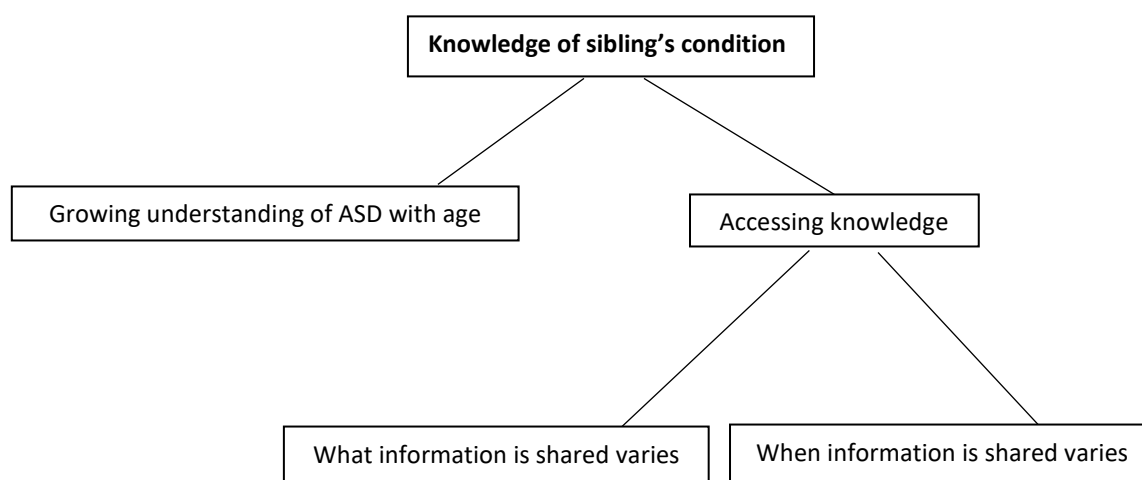 Knowledge of sibling’s condition
Growing understanding of ASD with age
Accessing knowledge
What information is shared varies
When information is shared varies